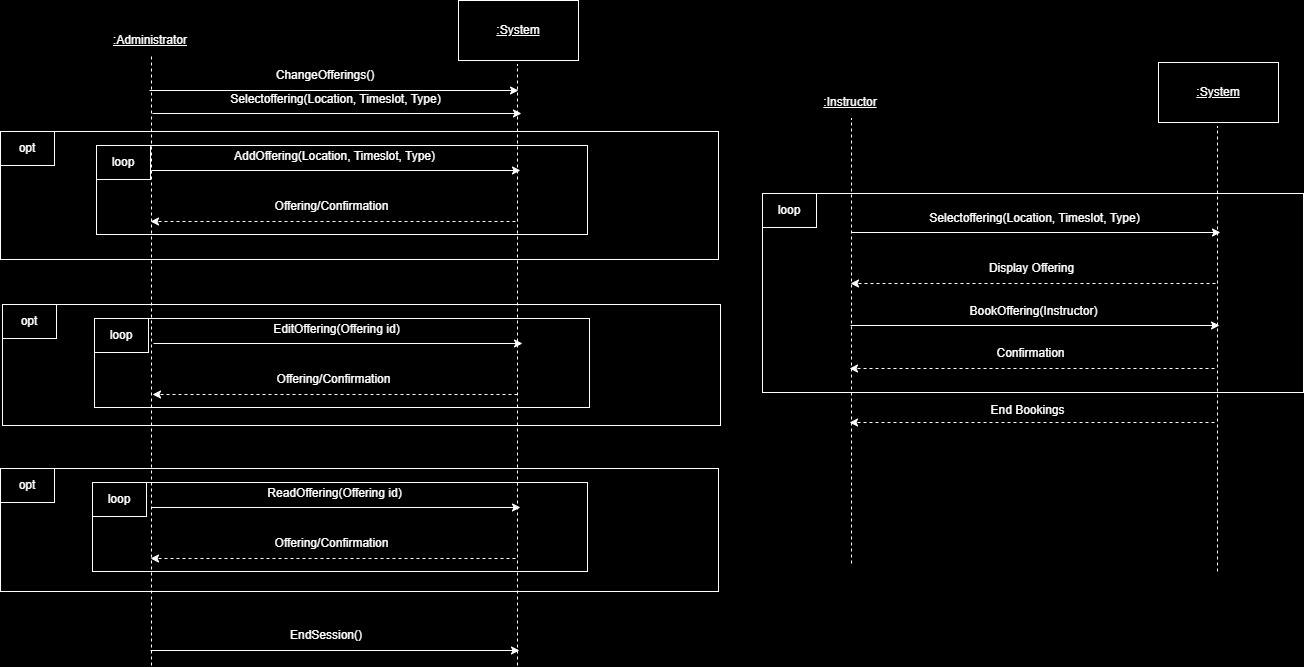 :Administrator
:System
ChangeOfferings()
Selectoffering(Location, Timeslot, Type)
opt
loop
AddOffering(Location, Timeslot, Type)
Offering/Confirmation
opt
loop
EditOffering(Offering id)
Offering/Confirmation
opt
loop
ReadOffering(Offering id)
Offering/Confirmation
EndSession()
:Instructor
:System
loop
Selectoffering(Location, Timeslot, Type)
Display Offering
BookOffering(Instructor)
Confirmation
End Bookings